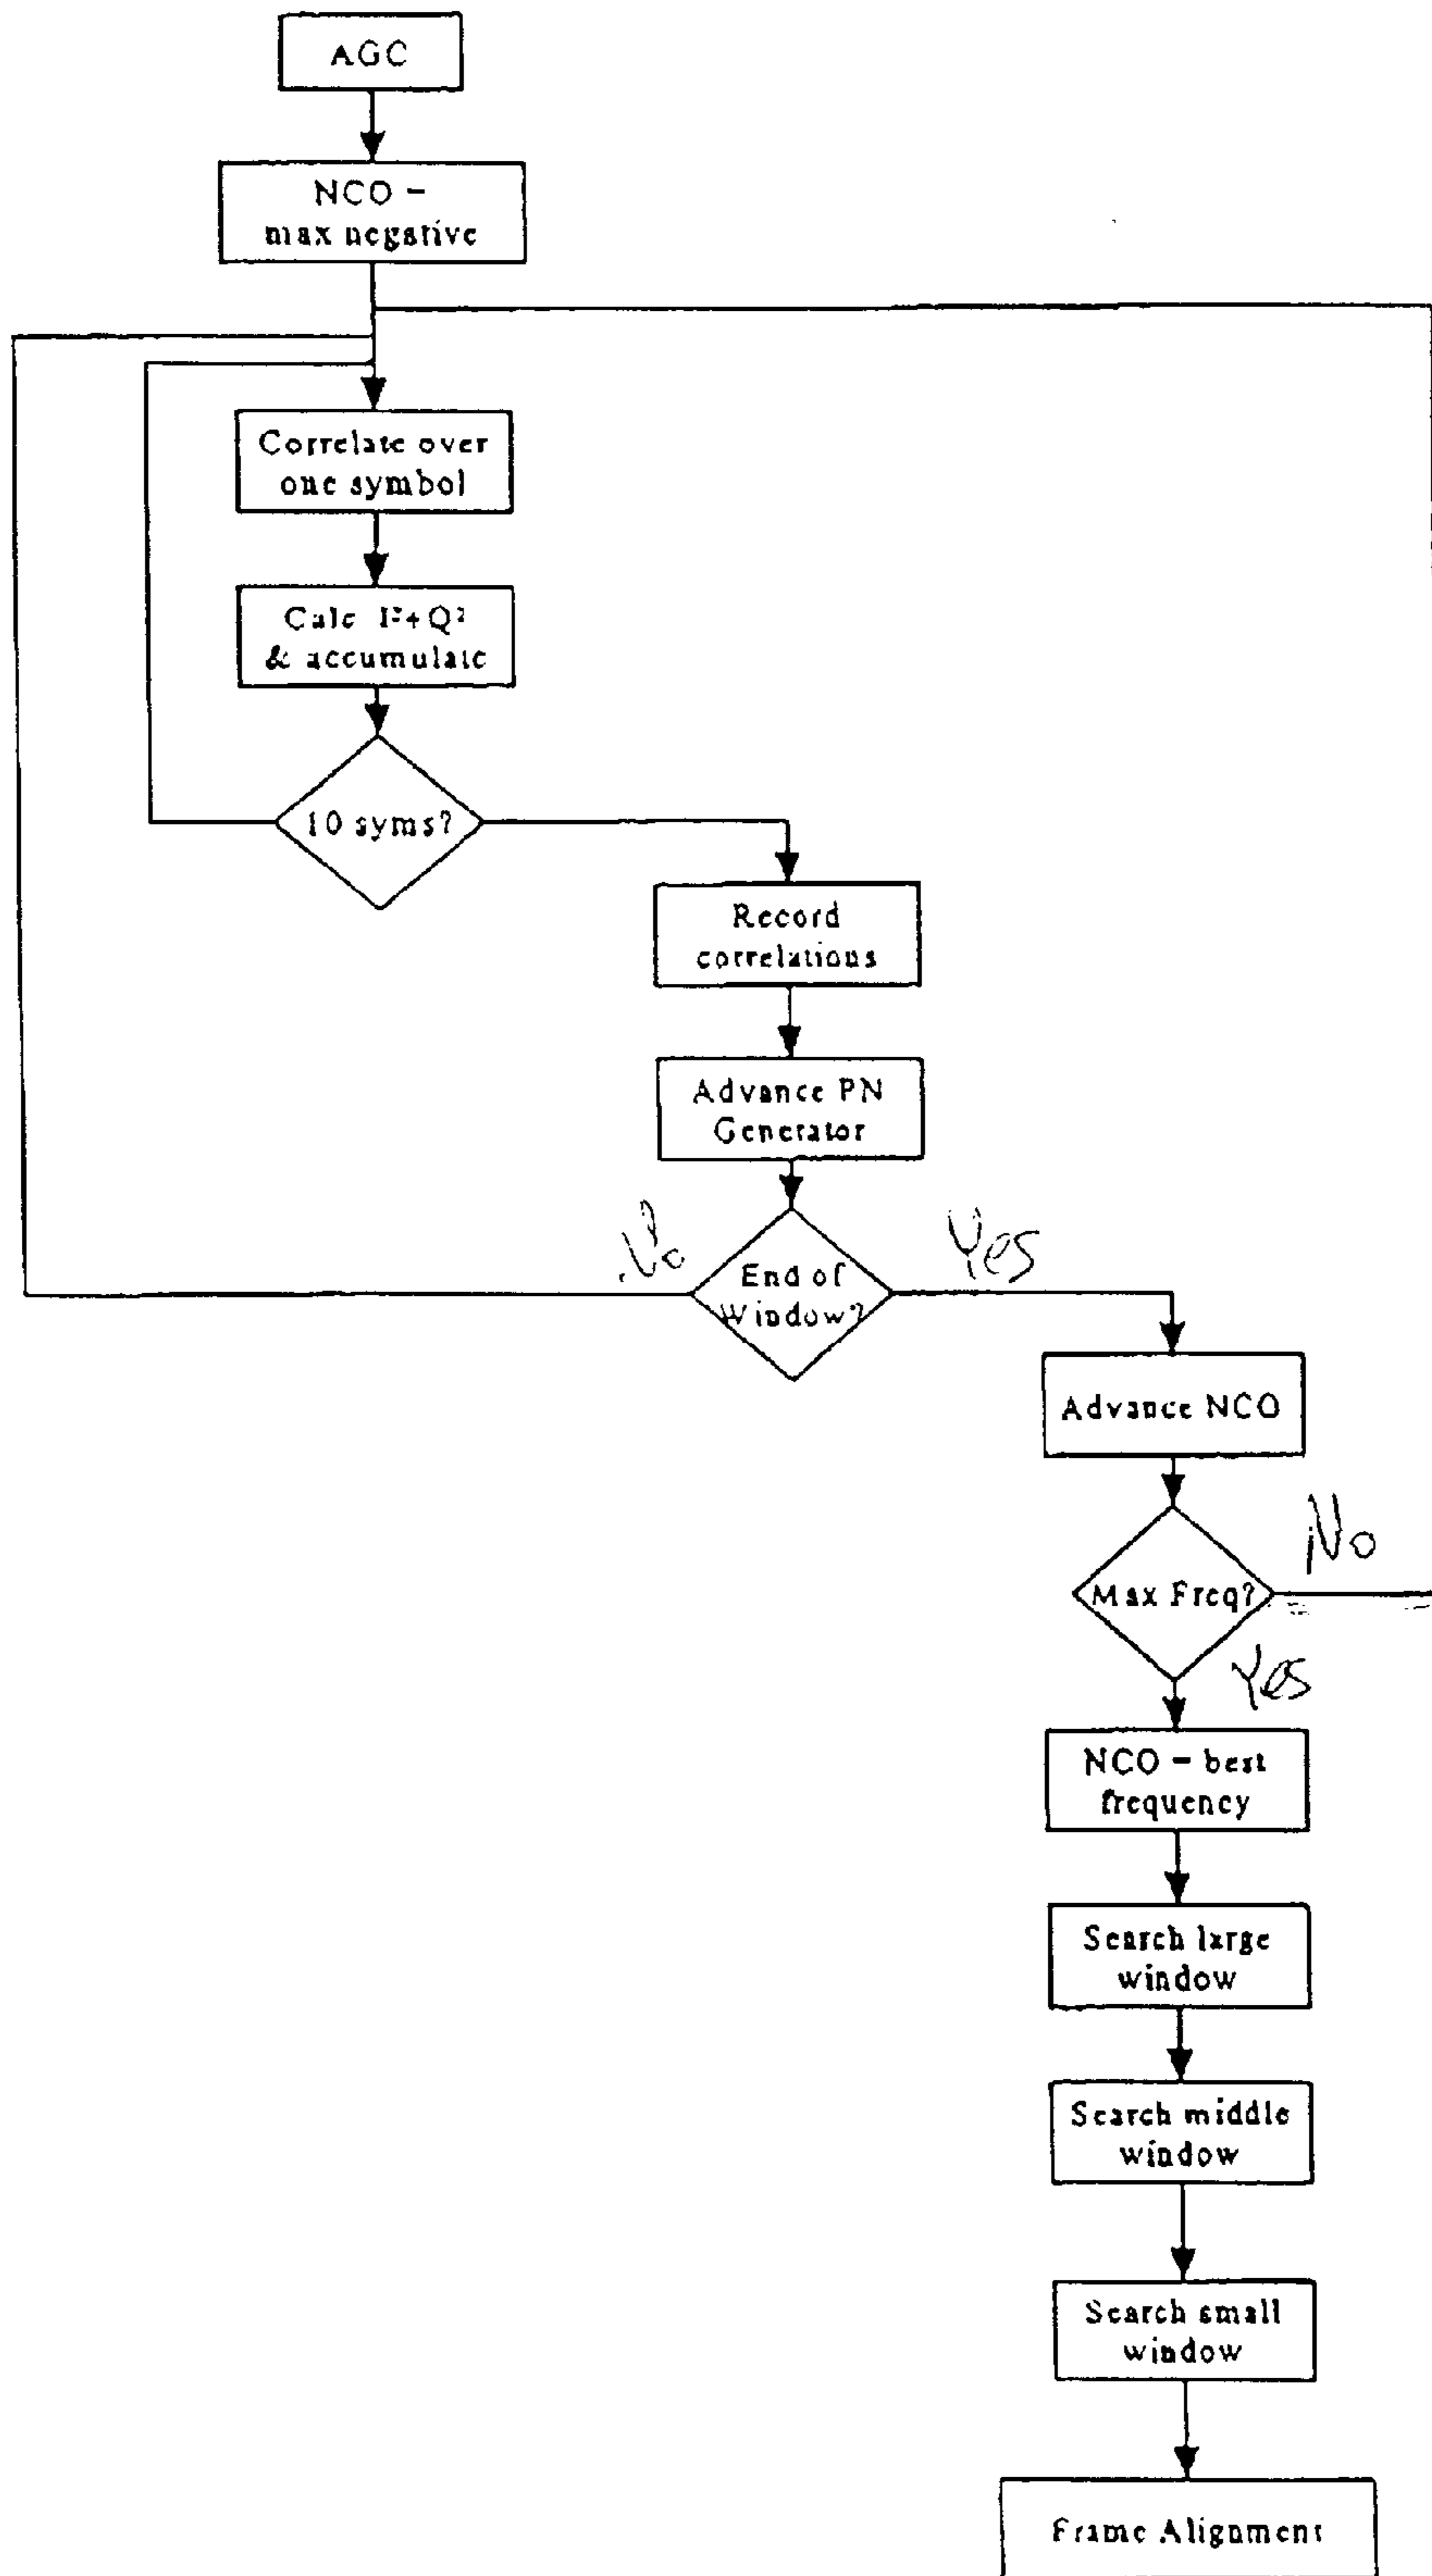 AGC
NCO =
max negative
Correlate over
one symbol
Calc I²+Q²
& accumulate
10 syms?
Record
correlations
Advance PN
Generator
No
End of
Window?
Yes
Advance NCO
Max Freq?
No
Yes
NCO = best
frequency
Search large
window
Search middle
window
Search small
window
Frame Alignment